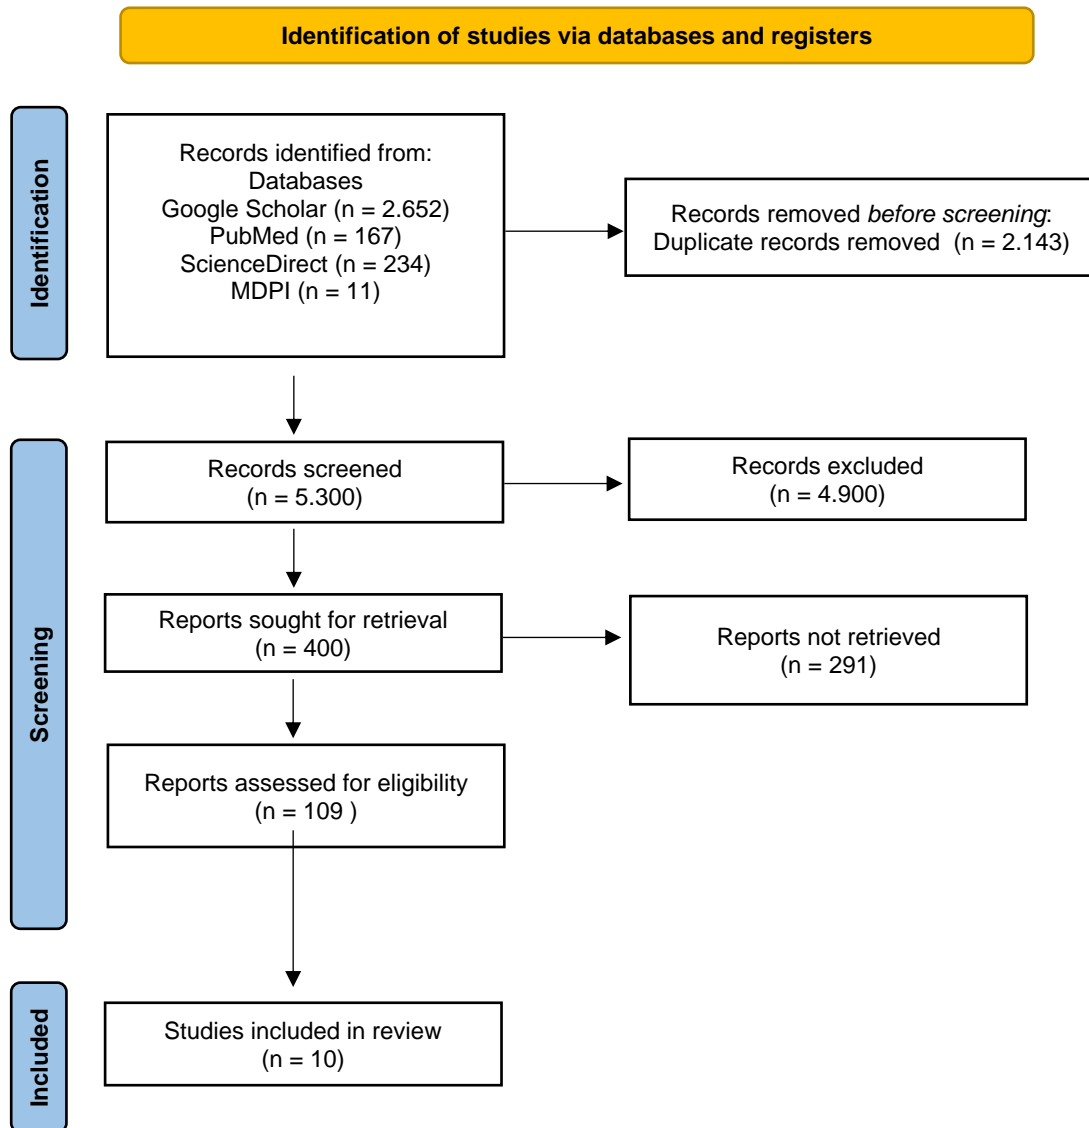 Identification of studies via databases and registers
Identification
Records identified from:
Databases
Google Scholar (n = 2.652)
PubMed (n = 167)
ScienceDirect (n = 234)
MDPI (n = 11)
Records removed before screening:
Duplicate records removed (n = 2.143)
Screening
Records screened
(n = 5.300)
Records excluded
(n = 4.900)
Reports sought for retrieval
(n = 400)
Reports not retrieved
(n = 291)
Reports assessed for eligibility
(n = 109 )
Included
Studies included in review
(n = 10)